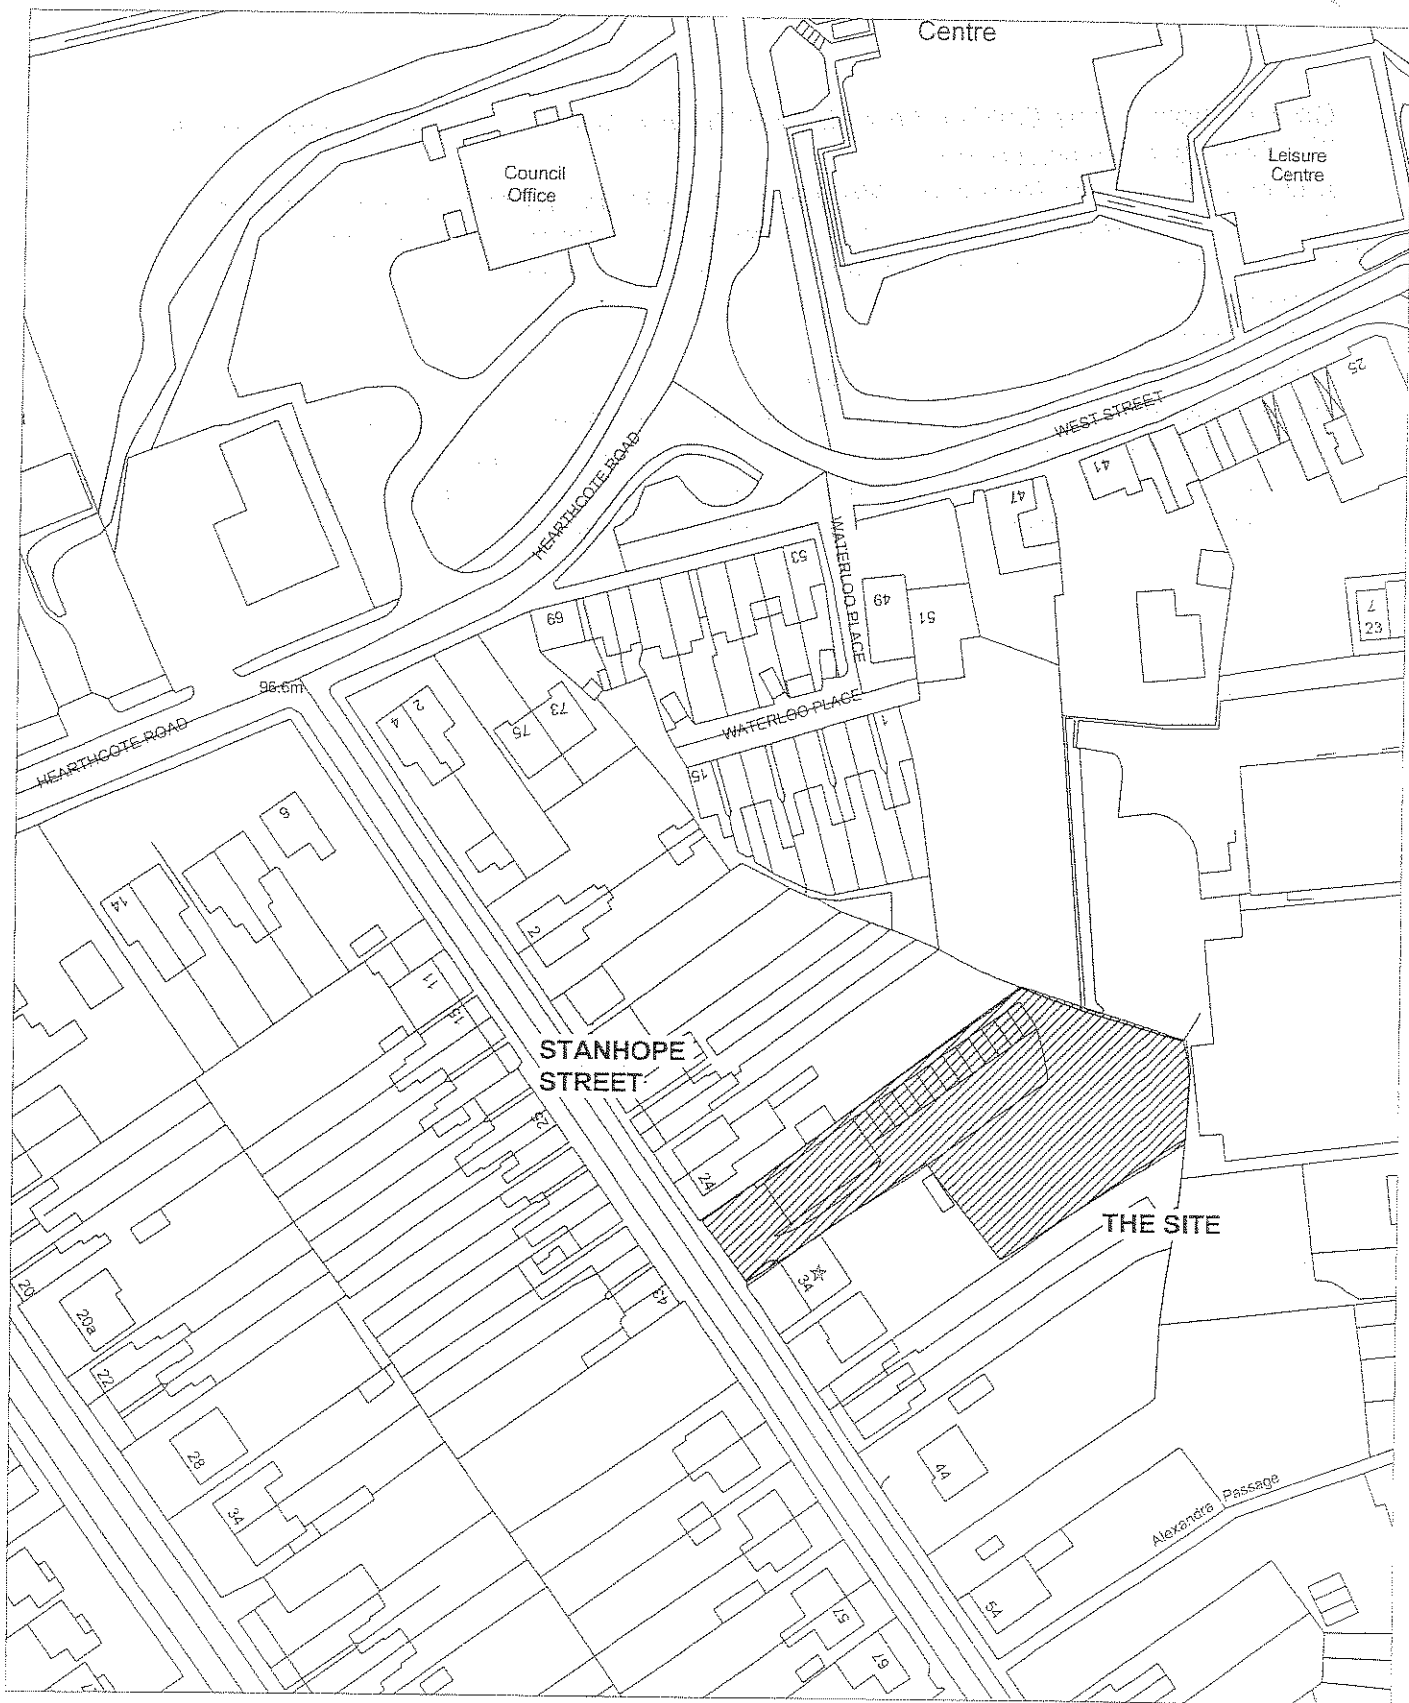 Centre
Council
Office
Leisure
Centre
25
WEST STREET
41
47
HEARTHCOTE ROAD
WATERLOO PLACE
53
49
51
7
23
69
96.6m
2
4
73
75
WATERLOO PLACE
1
15
HEARTHCOTE ROAD
6
14
2
11
15
STANHOPE
STREET
23
24
THE SITE
34
43
20
20a
22
28
34
44
Alexandra Passage
54
57
67